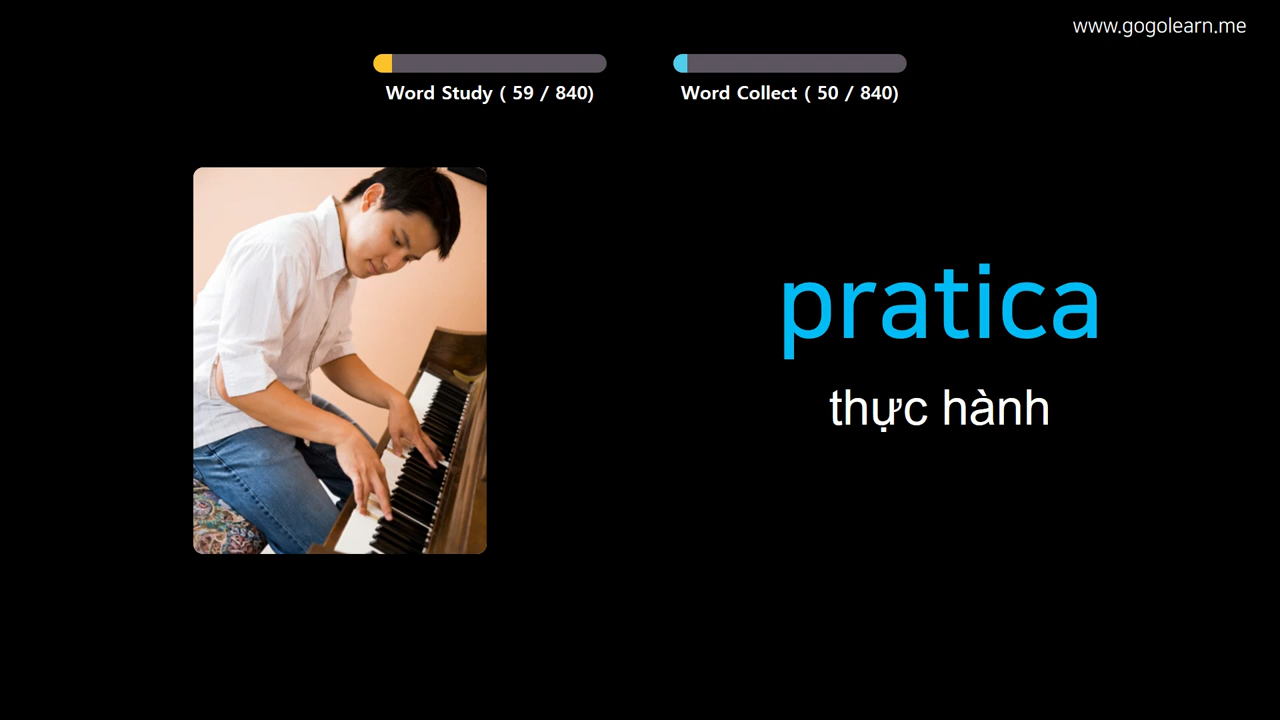 www.gogolearn.me
Word Study ( 59 / 840)
Word Collect ( 50 / 840)
pratica
thực hành